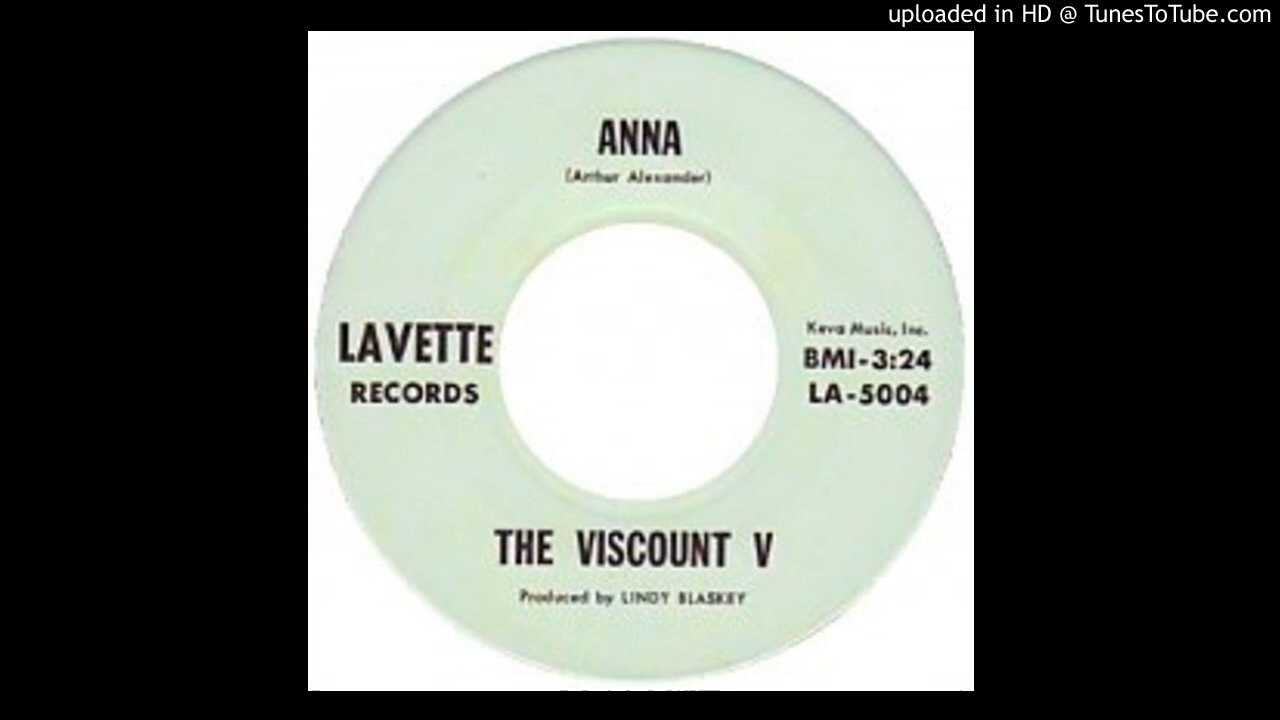 uploaded in HD @ TunesToTube.com
ANNA
(Arthur Alexander)
LAVETTE
RECORDS
Keva Music, Inc.
BMI-3:24
LA-5004
THE VISCOUNT V
Produced by LINDY BLASKEY